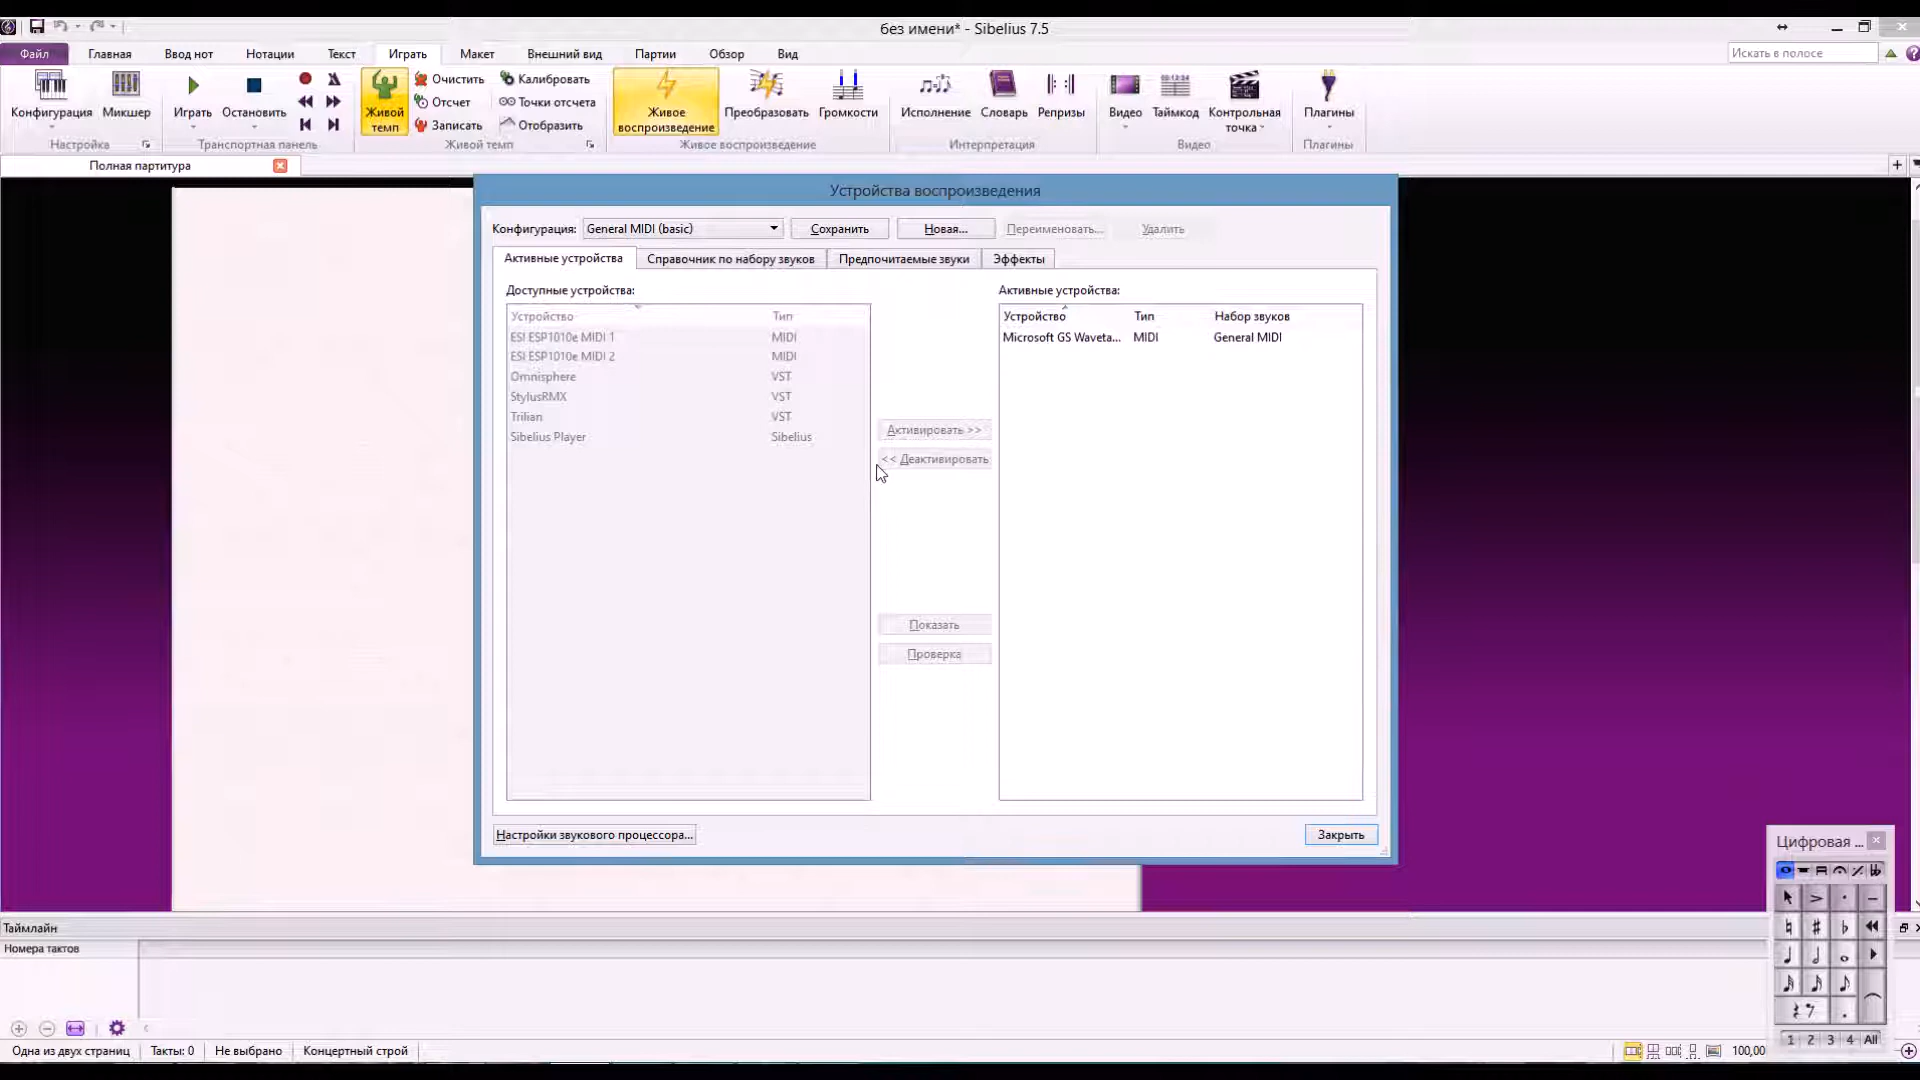 без имени* - Sibelius 7.5
Файл Главная Ввод нот Нотации Текст Играть Макет Внешний вид Партии Обзор Вид Искать в полосе
Конфигурация Микшер Играть Остановить
Живой темп
Очистить
Отсчет
Записать
Калибровать
Точки отсчета
Отобразить
Живое воспроизведение
Преобразовать Громкости Исполнение Словарь Репризы Видео Таймкод
Контрольная точка
Плагины
Настройка Транспортная панель Живой темп Живое воспроизведение Интерпретация Видео Плагины
Полная партитура
Устройства воспроизведения
Конфигурация: General MIDI (basic) Сохранить Новая... Переименовать... Удалить
Активные устройства Справочник по набору звуков Предпочитаемые звуки Эффекты
Доступные устройства: Активные устройства:
Устройство Тип Устройство Тип Набор звуков
ESI ESP1010e MIDI 1 MIDI Microsoft GS Waveta... MIDI General MIDI
ESI ESP1010e MIDI 2 MIDI
Omnisphere VST
StylusRMX VST
Trilian VST
Sibelius Player Sibelius
Активировать >>
<< Деактивировать
Показать
Проверка
Настройки звукового процессора... Закрыть
Цифровая ...
1 2 3 4 All
Таймлайн
Номера тактов
Одна из двух страниц Такты: 0 Не выбрано Концертный строй 100,00